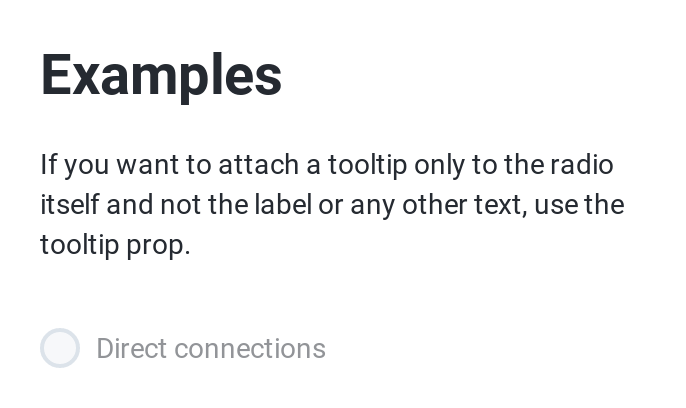 Examples
If you want to attach a tooltip only to the radio
itself and not the label or any other text, use the
tooltip prop.
Direct connections